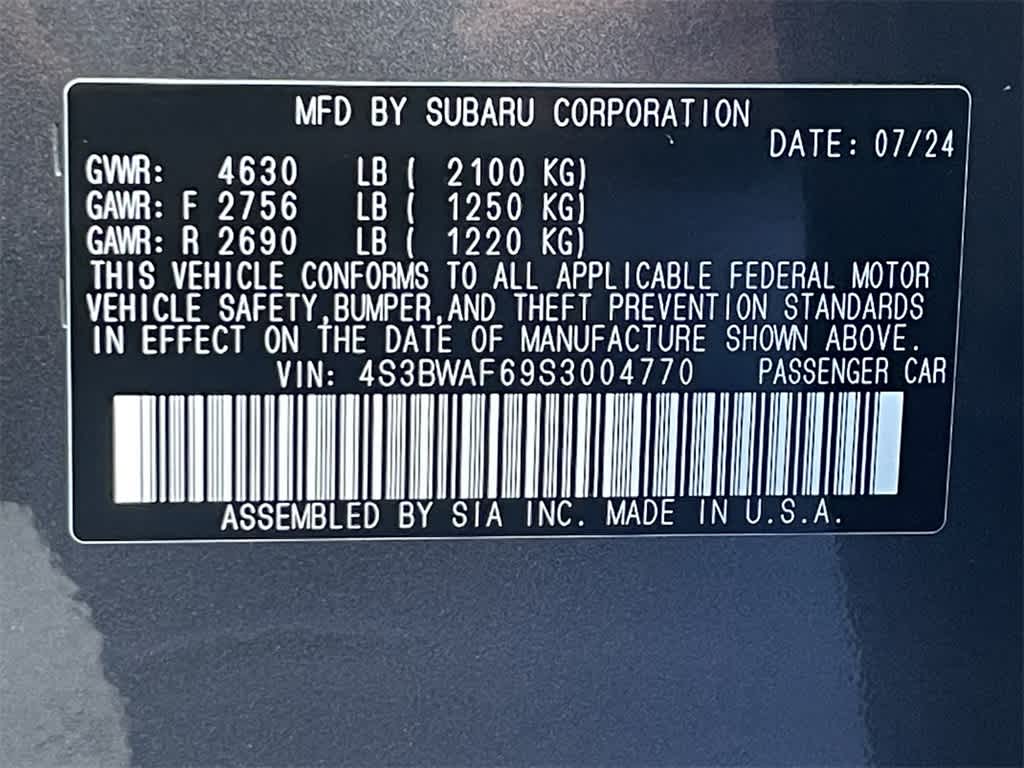 MFD BY SUBARU CORPORATION
DATE: 07/24
GVWR: 4630 LB ( 2100 KG)
GAWR: F 2756 LB ( 1250 KG)
GAWR: R 2690 LB ( 1220 KG)
THIS VEHICLE CONFORMS TO ALL APPLICABLE FEDERAL MOTOR
VEHICLE SAFETY,BUMPER,AND THEFT PREVENTION STANDARDS
IN EFFECT ON THE DATE OF MANUFACTURE SHOWN ABOVE.
VIN: 4S3BWAF69S3004770 PASSENGER CAR
ASSEMBLED BY SIA INC. MADE IN U.S.A.